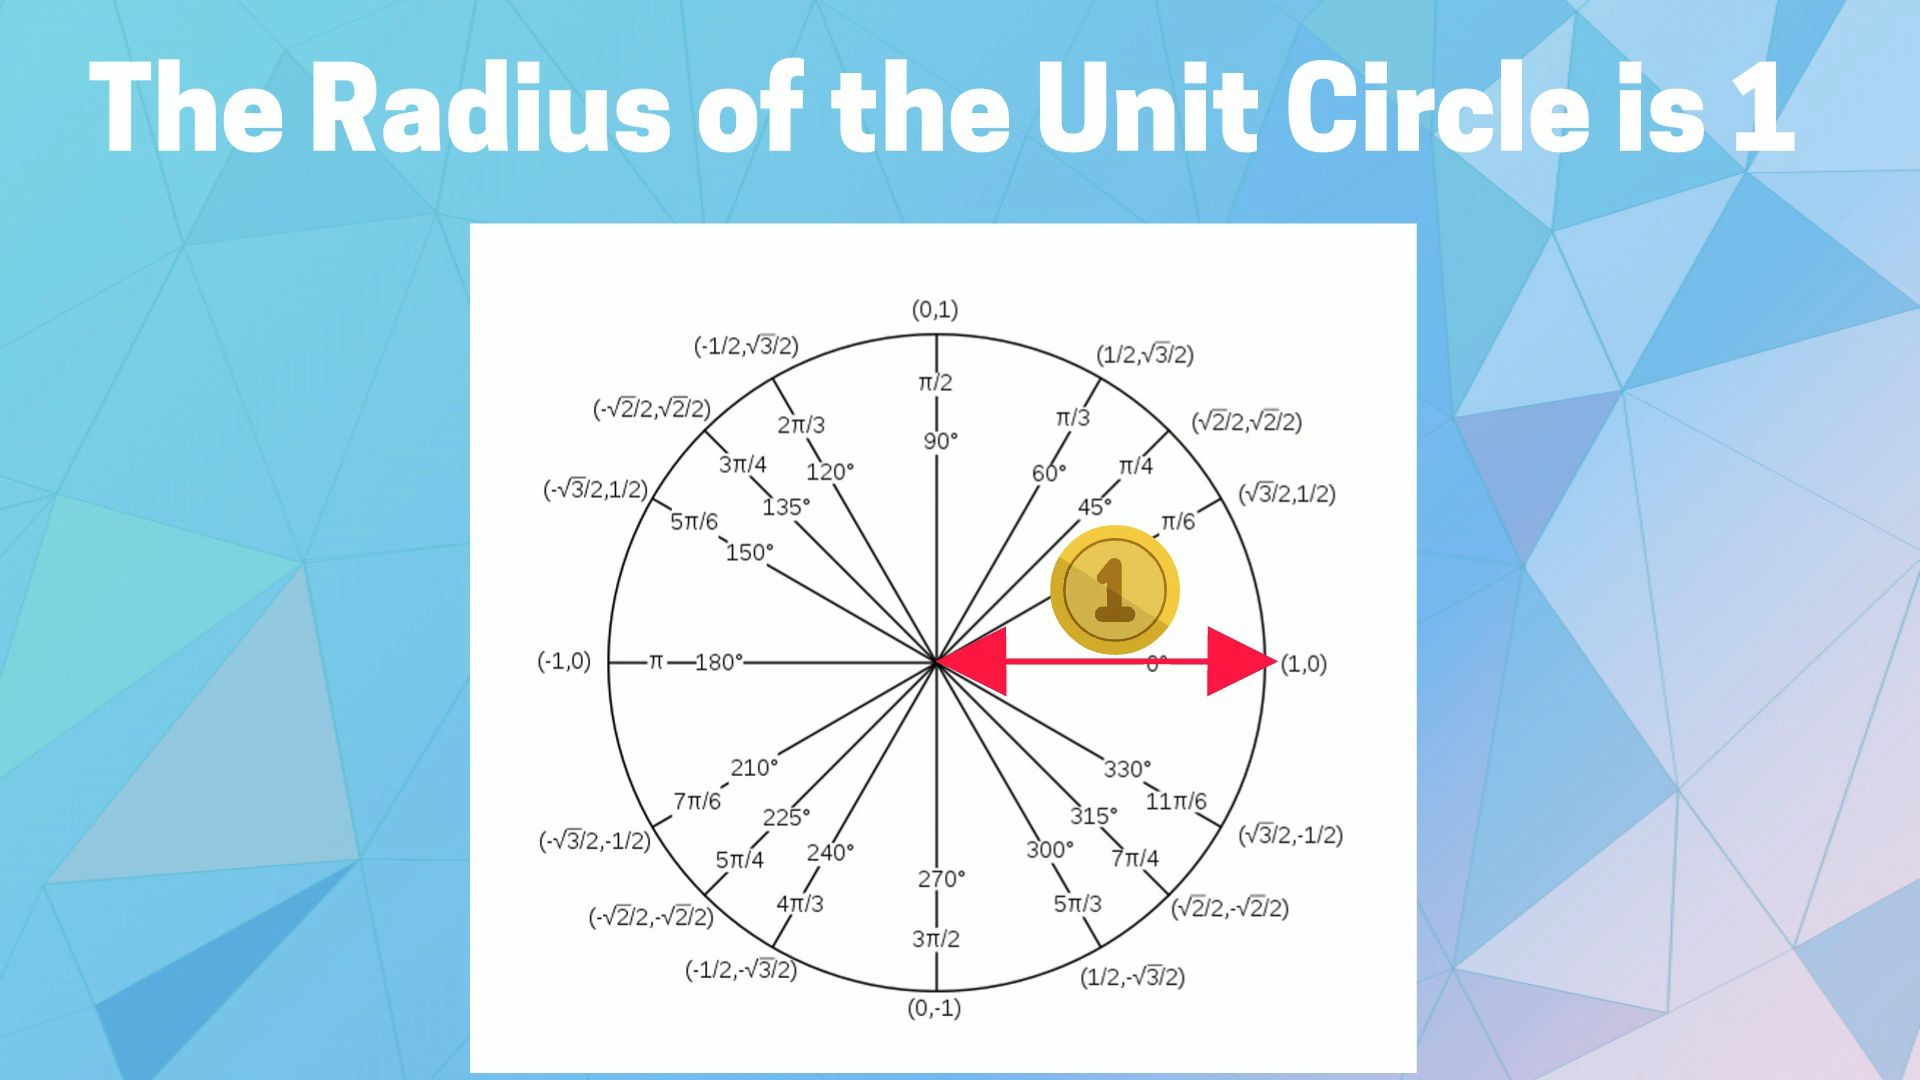 The Radius of the Unit Circle is 1
(0,1)
(-1/2,√3/2)
(1/2,√3/2)
π/2
(-√2/2,√2/2)
2π/3
π/3
(√2/2,√2/2)
90°
3π/4
120°
60°
π/4
(-√3/2,1/2)
135°
45°
(√3/2,1/2)
5π/6
π/6
150°
1
(-1,0)
π
180°
0°
(1,0)
210°
330°
7π/6
11π/6
225°
315°
(-√3/2,-1/2)
(√3/2,-1/2)
5π/4
240°
300°
7π/4
270°
(-√2/2,-√2/2)
4π/3
5π/3
(√2/2,-√2/2)
3π/2
(-1/2,-√3/2)
(1/2,-√3/2)
(0,-1)